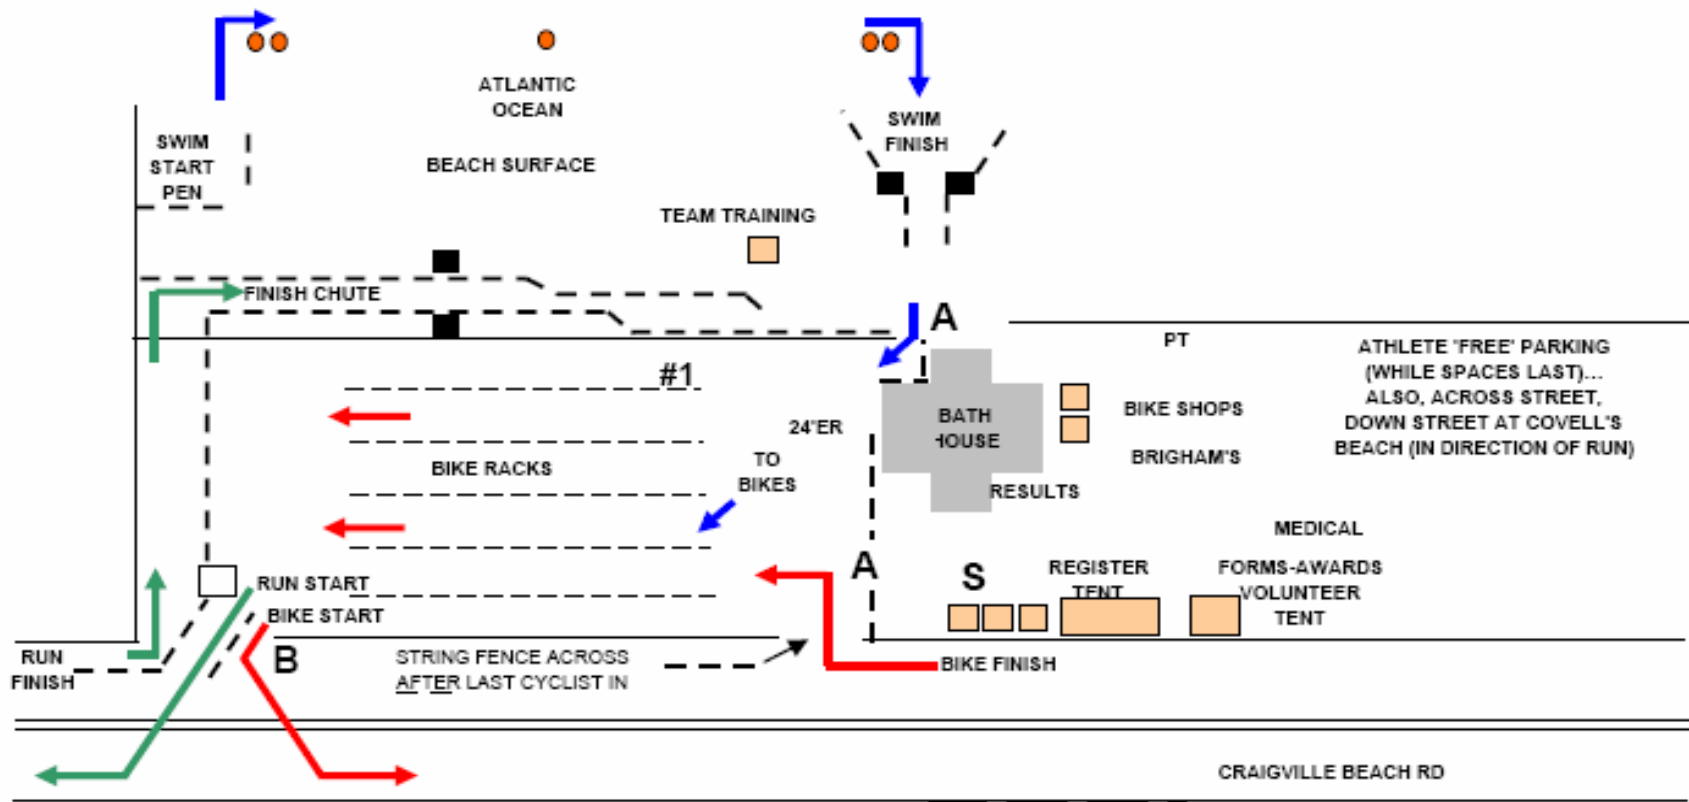 ATLANTIC
OCEAN
SWIM
FINISH
SWIM
START
PEN
BEACH SURFACE
TEAM TRAINING
FINISH CHUTE
A
PT
ATHLETE 'FREE' PARKING
(WHILE SPACES LAST)...
ALSO, ACROSS STREET,
DOWN STREET AT COVELL'S
BEACH (IN DIRECTION OF RUN)
#1
BATH
HOUSE
BIKE SHOPS
24'ER
BRIGHAM'S
TO
BIKES
BIKE RACKS
RESULTS
MEDICAL
A
S
REGISTER
TENT
FORMS-AWARDS
VOLUNTEER
TENT
RUN START
BIKE START
RUN
FINISH
B
STRING FENCE ACROSS
AFTER LAST CYCLIST IN
BIKE FINISH
CRAIGVILLE BEACH RD